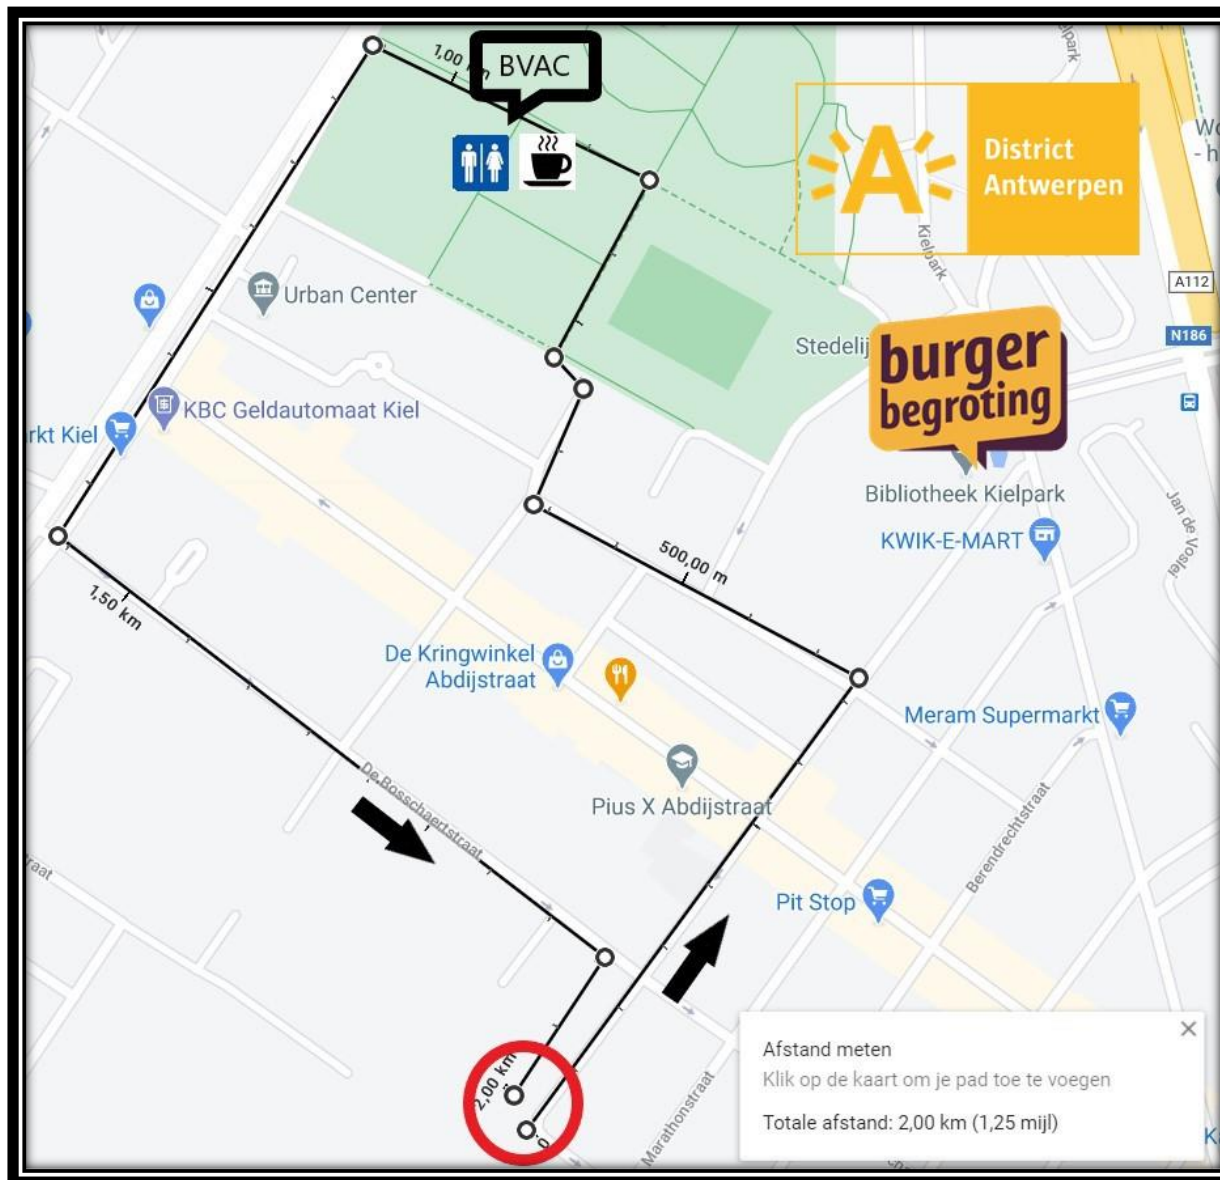 1,00 km
BVAC
District
Antwerpen
Kielpark
Kielpark
A112
N186
Urban Center
Stedelij
burger
begroting
KBC Geldautomaat Kiel
rkt Kiel
Bibliotheek Kielpark
KWIK-E-MART
500,00 m
1,50 km
De Kringwinkel
Abdijstraat
Meram Supermarkt
De Bosschaertstraat
Pius X Abdijstraat
Berendrechtstraat
raat
Pit Stop
2,00 km
Marathonstraat
Afstand meten
Klik op de kaart om je pad toe te voegen
Totale afstand: 2,00 km (1,25 mijl)